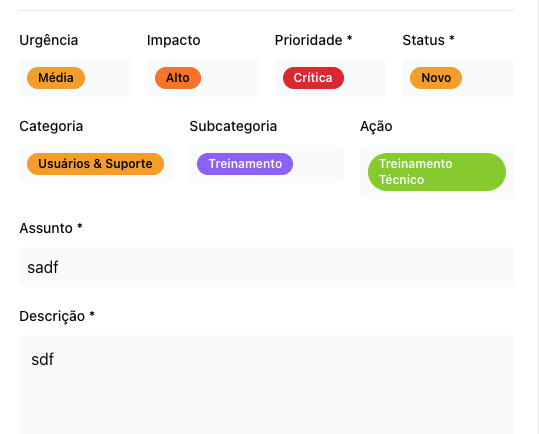 Urgência Impacto Prioridade * Status *
Média Alto Crítica Novo
Categoria Subcategoria Ação
Usuários & Suporte Treinamento Treinamento
Técnico
Assunto *
sadf
Descrição *
sdf